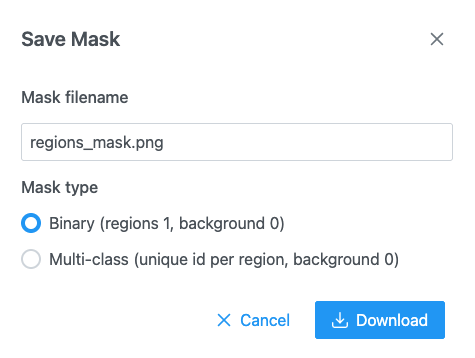 Save Mask
Mask filename
regions_mask.png
Mask type
Binary (regions 1, background 0)
Multi-class (unique id per region, background 0)
Cancel
Download